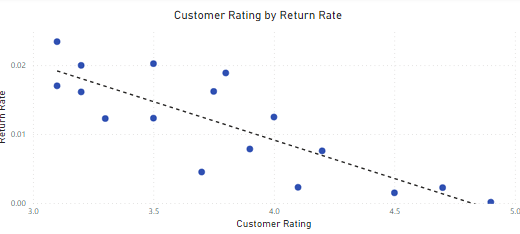 Customer Rating by Return Rate
Return Rate
0.02
0.01
0.00
3.0 3.5 4.0 4.5 5.0
Customer Rating